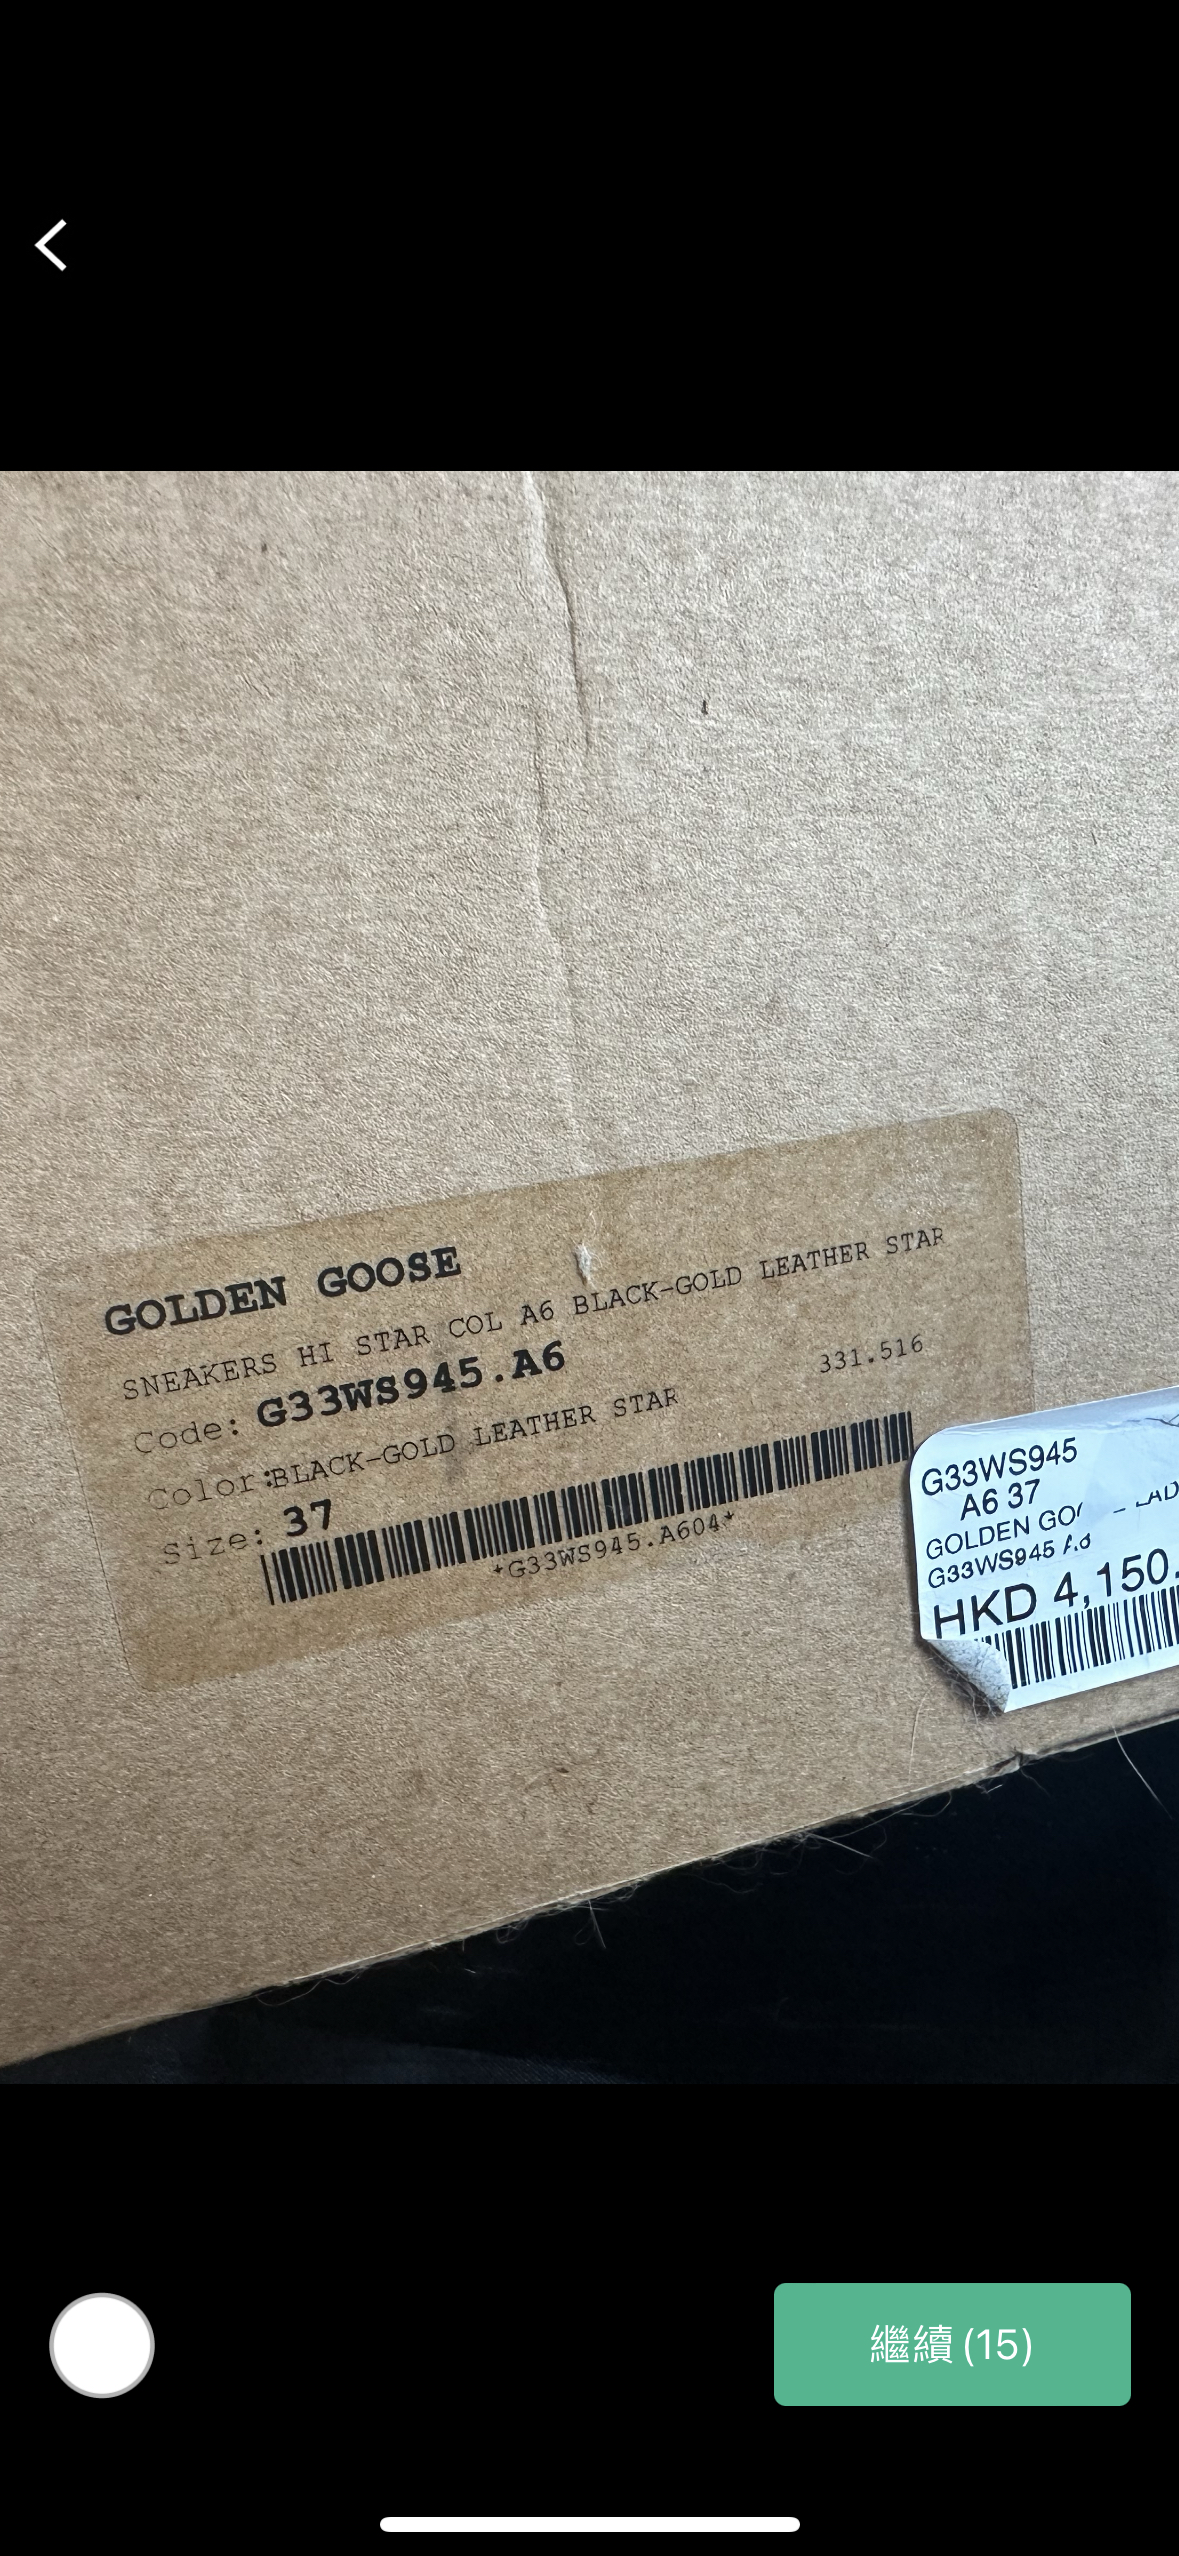 GOLDEN GOOSE
SNEAKERS HI STAR COL A6 BLACK-GOLD LEATHER STAR
Code: G33WS945.A6
331.516
Color:BLACK-GOLD LEATHER STAR
Size: 37
*G33WS945.A604*
G33WS945
A6 37
GOLDEN
G33WS945
HKD 4,150.
繼續 (15)